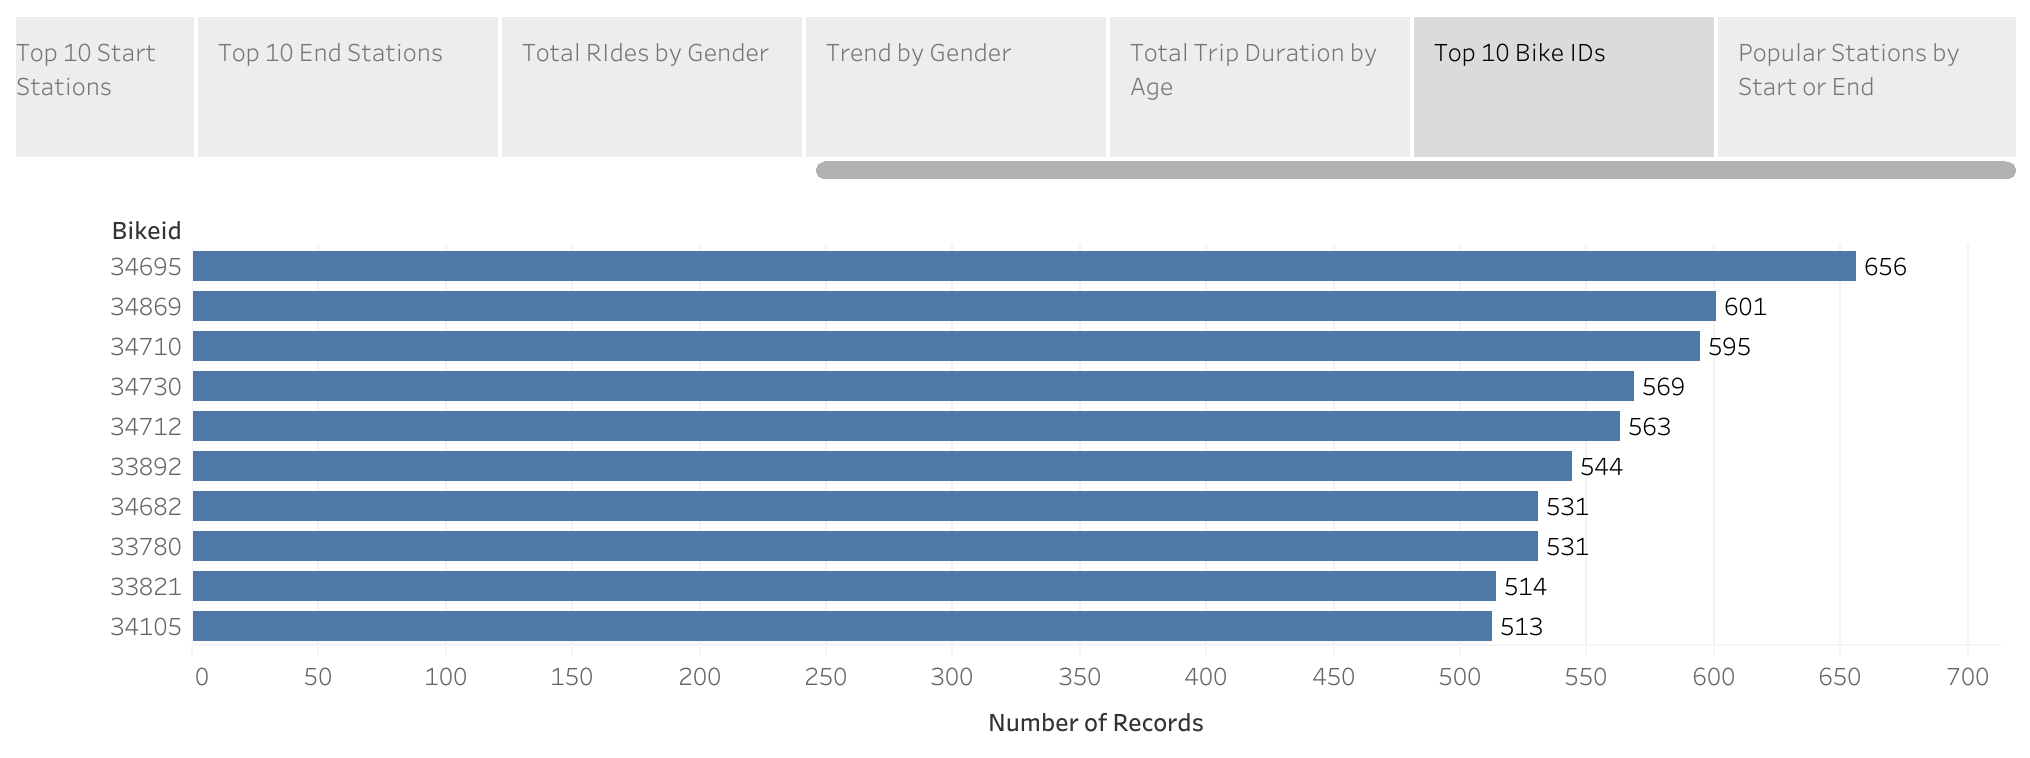 Top 10 Start
Stations
Top 10 End Stations
Total RIdes by Gender
Trend by Gender
Total Trip Duration by
Age
Top 10 Bike IDs
Popular Stations by
Start or End
Bikeid
34695 656
34869 601
34710 595
34730 569
34712 563
33892 544
34682 531
33780 531
33821 514
34105 513
0 50 100 150 200 250 300 350 400 450 500 550 600 650 700
Number of Records